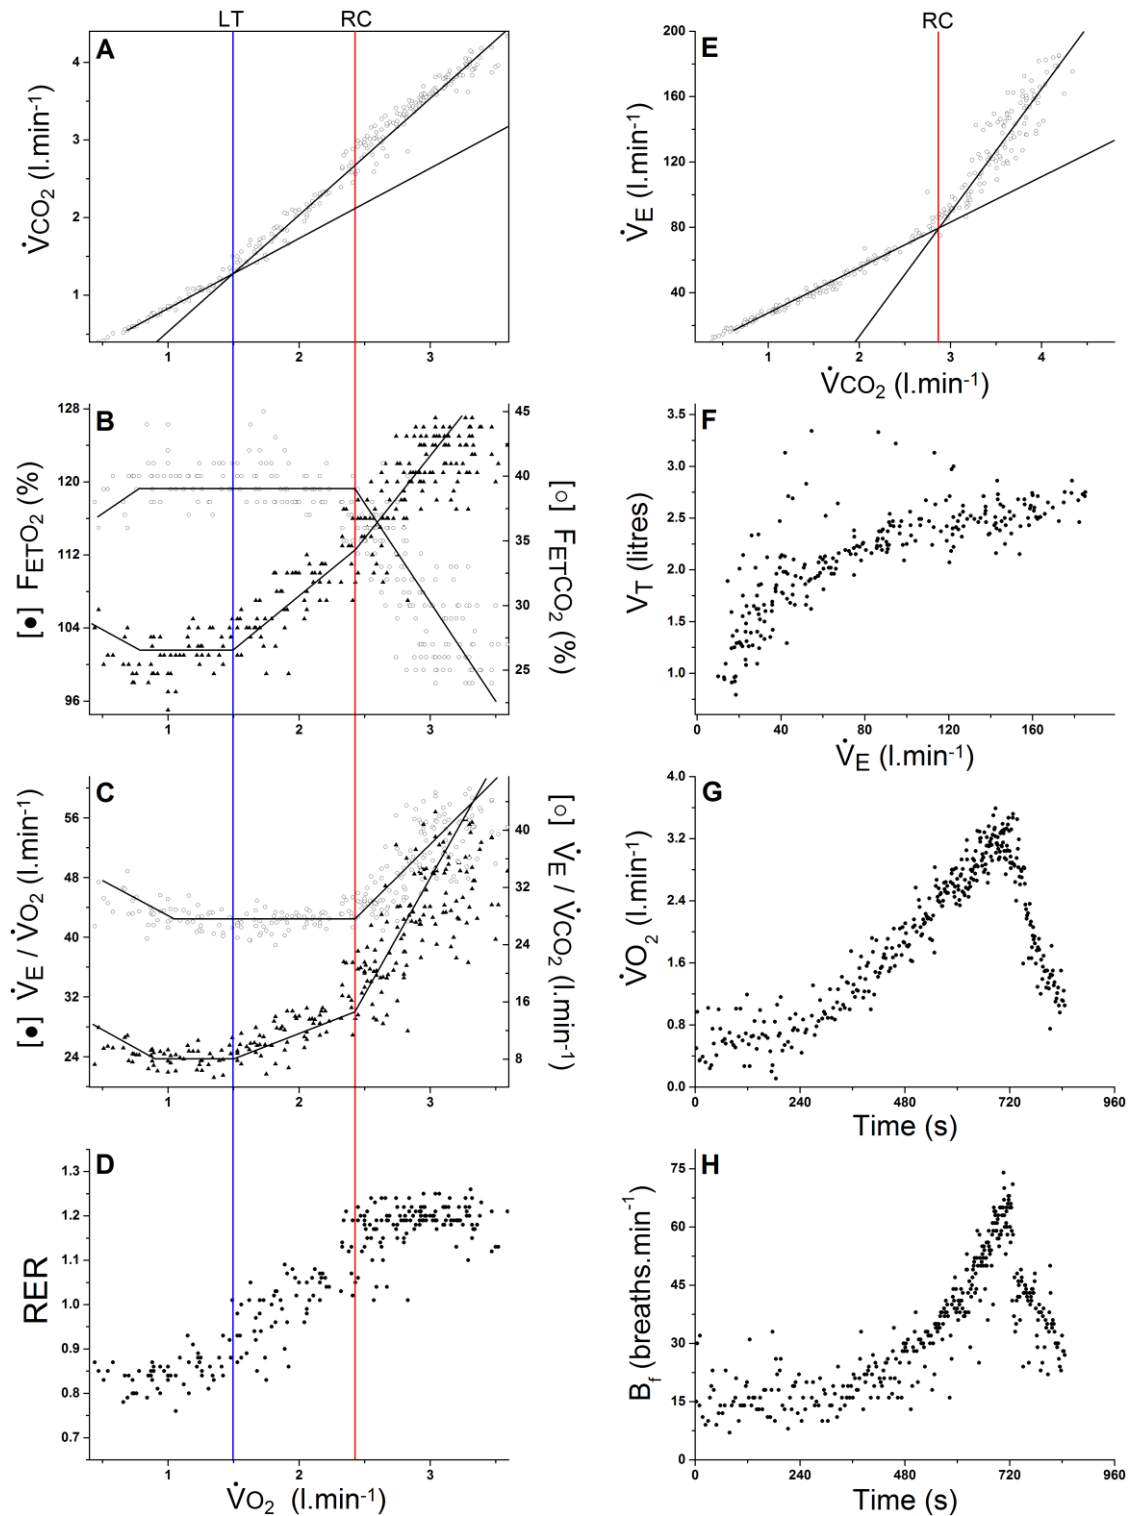 LT RC
A
V̇CO₂ (l.min⁻¹)
4
3
2
1
1 2 3
B
[●] FETO₂ (%)
128
120
112
104
96
[○] FETCO₂ (%)
45
40
35
30
25
1 2 3
C
[●] V̇E / V̇O₂ (l.min⁻¹)
56
48
40
32
24
[○] V̇E / V̇CO₂ (l.min⁻¹)
40
32
24
16
8
1 2 3
D
RER
1.3
1.2
1.1
1.0
0.9
0.8
0.7
1 2 3
V̇O₂ (l.min⁻¹)
RC
E
V̇E (l.min⁻¹)
200
160
120
80
40
1 2 3 4
V̇CO₂ (l.min⁻¹)
F
VT (litres)
3.5
3.0
2.5
2.0
1.5
1.0
0 40 80 120 160
V̇E (l.min⁻¹)
G
V̇O₂ (l.min⁻¹)
4.0
3.2
2.4
1.6
0.8
0.0
0 240 480 720 960
Time (s)
H
Bf (breaths.min⁻¹)
75
60
45
30
15
0
0 240 480 720 960
Time (s)